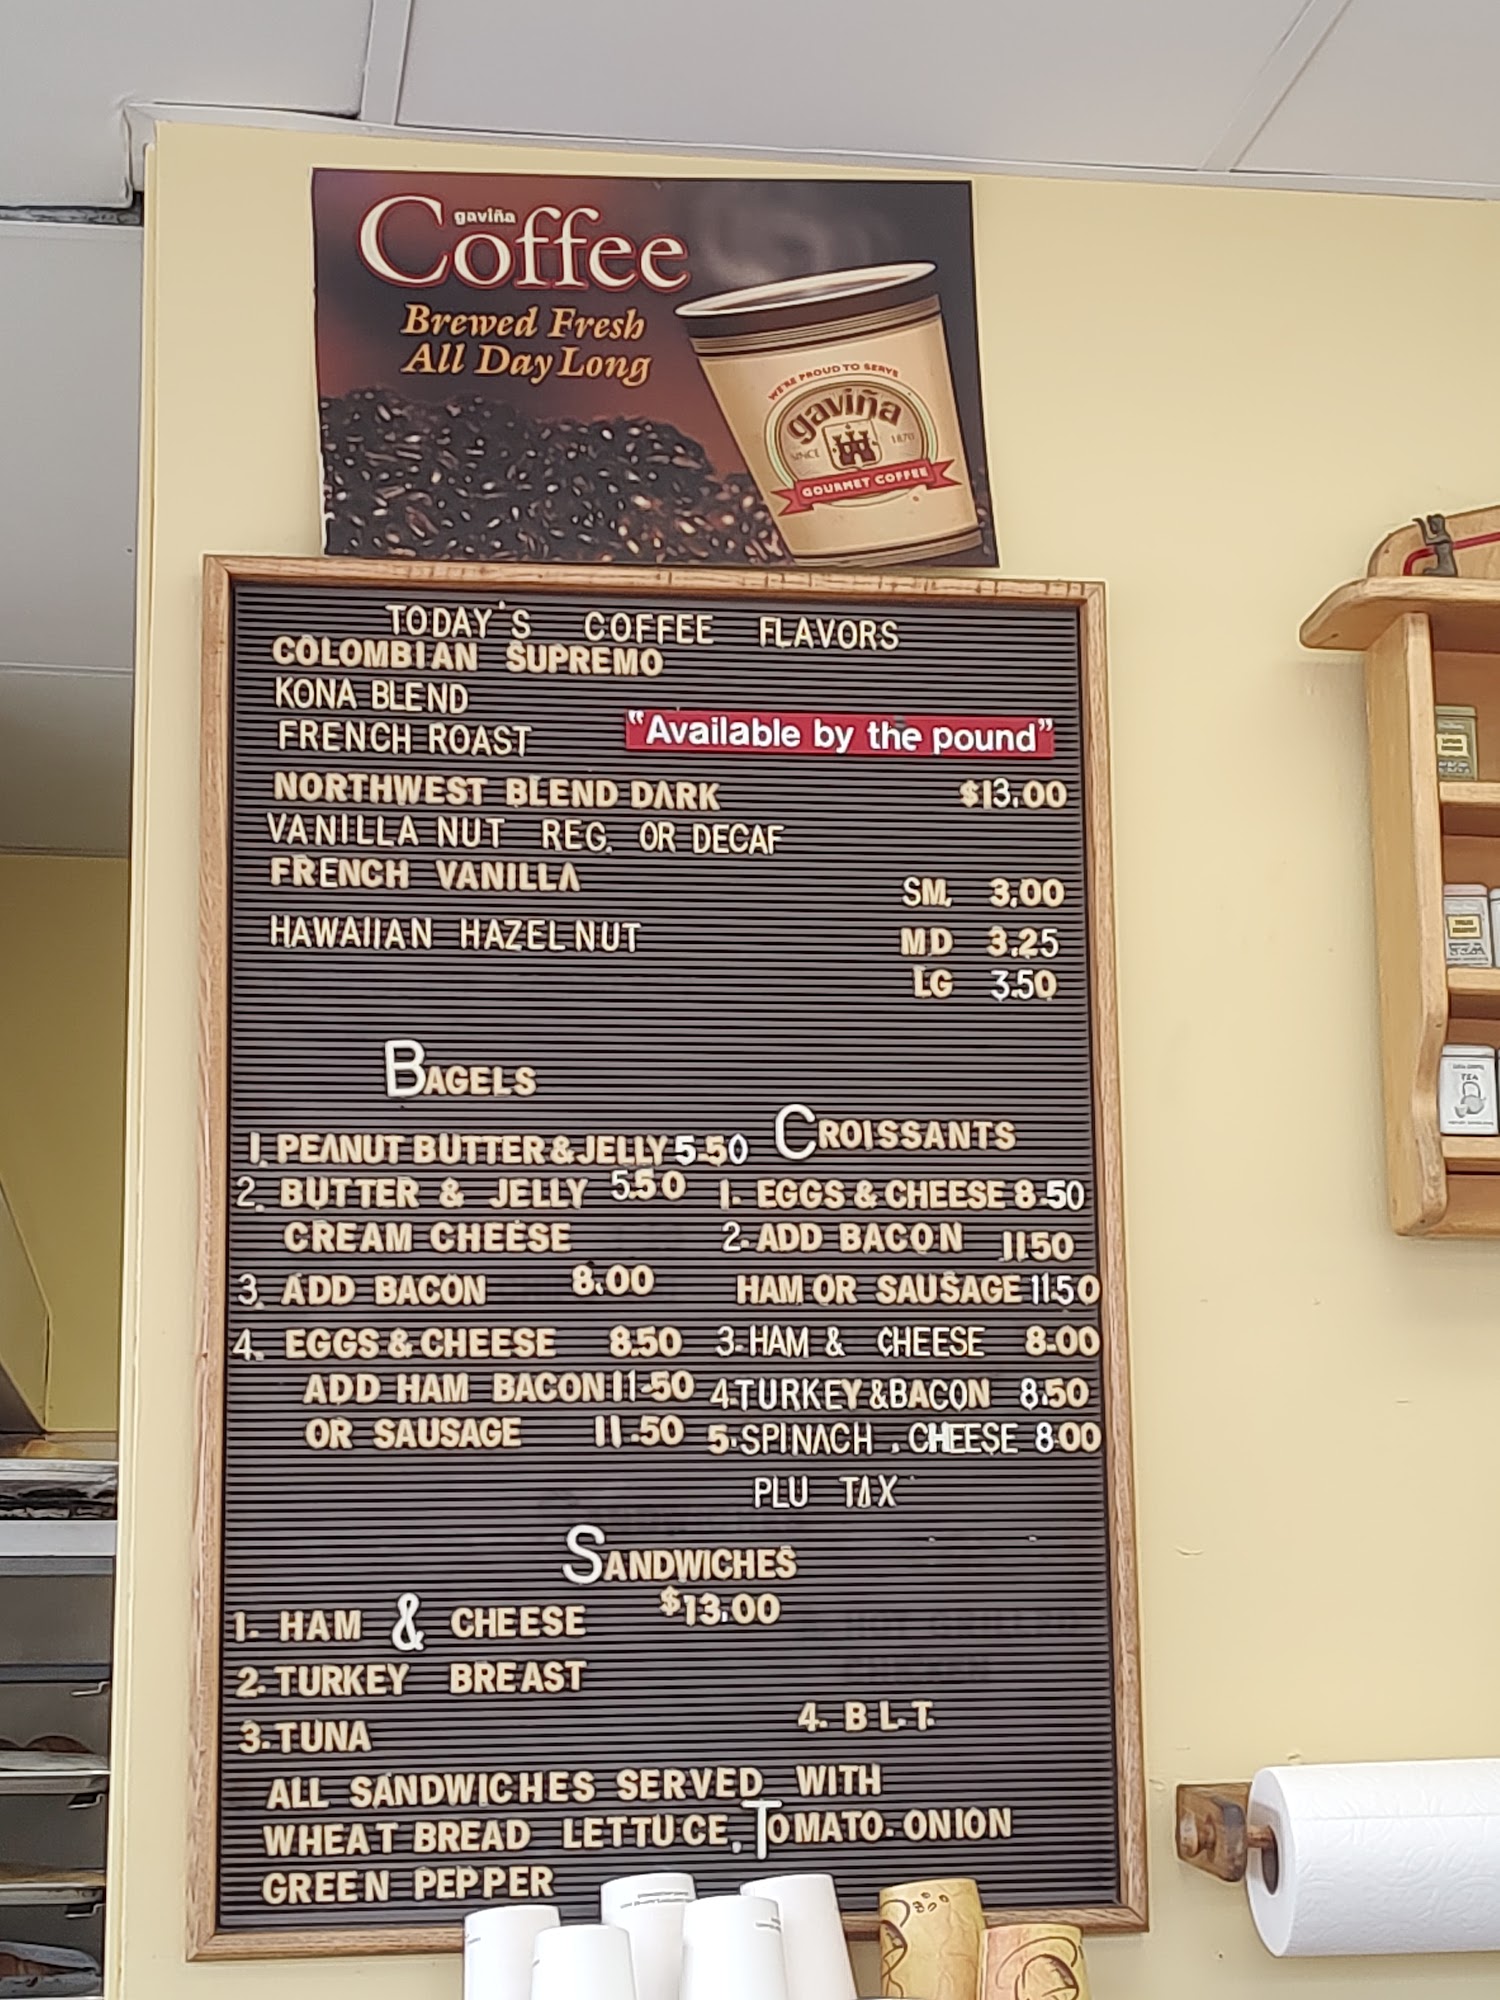 gaviña
Coffee
Brewed Fresh
All Day Long
WE'RE PROUD TO SERVE
gaviña
SINCE 1870
GOURMET COFFEE
TODAY'S COFFEE FLAVORS
COLOMBIAN SUPREMO
KONA BLEND
FRENCH ROAST
"Available by the pound"
NORTHWEST BLEND DARK $13.00
VANILLA NUT REG. OR DECAF
FRENCH VANILLA
SM. 3.00
HAWAIIAN HAZELNUT
MD 3.25
LG 3.50
BAGELS
1. PEANUT BUTTER & JELLY 5.50
2. BUTTER & JELLY 5.50
CREAM CHEESE
3. ADD BACON 8.00
4. EGGS & CHEESE 8.50
ADD HAM BACON 11.50
OR SAUSAGE 11.50
CROISSANTS
1. EGGS & CHEESE 8.50
2. ADD BACON 11.50
HAM OR SAUSAGE 11.50
3. HAM & CHEESE 8.00
4. TURKEY & BACON 8.50
5. SPINACH . CHEESE 8.00
PLU TAX
SANDWICHES
$13.00
1. HAM & CHEESE
2. TURKEY BREAST
3. TUNA
4. B L.T.
ALL SANDWICHES SERVED WITH
WHEAT BREAD LETTUCE, TOMATO. ONION
GREEN PEPPER
TEA